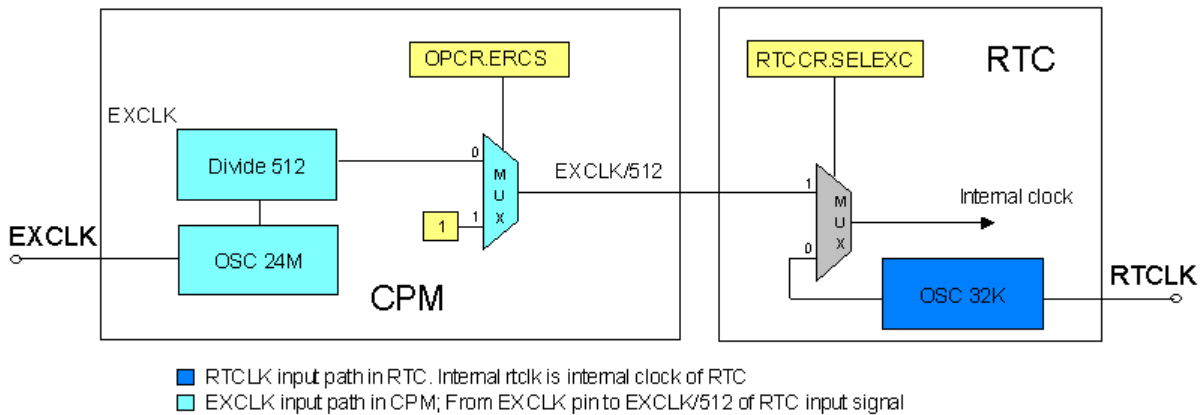 OPCR.ERCS
RTCCR.SELEXC
RTC
EXCLK
Divide 512
0
MUX
EXCLK/512
1
1
1
MUX
Internal clock
0
EXCLK
OSC 24M
CPM
OSC 32K
RTCLK
RTCLK input path in RTC. Internal rtclk is internal clock of RTC
EXCLK input path in CPM; From EXCLK pin to EXCLK/512 of RTC input signal